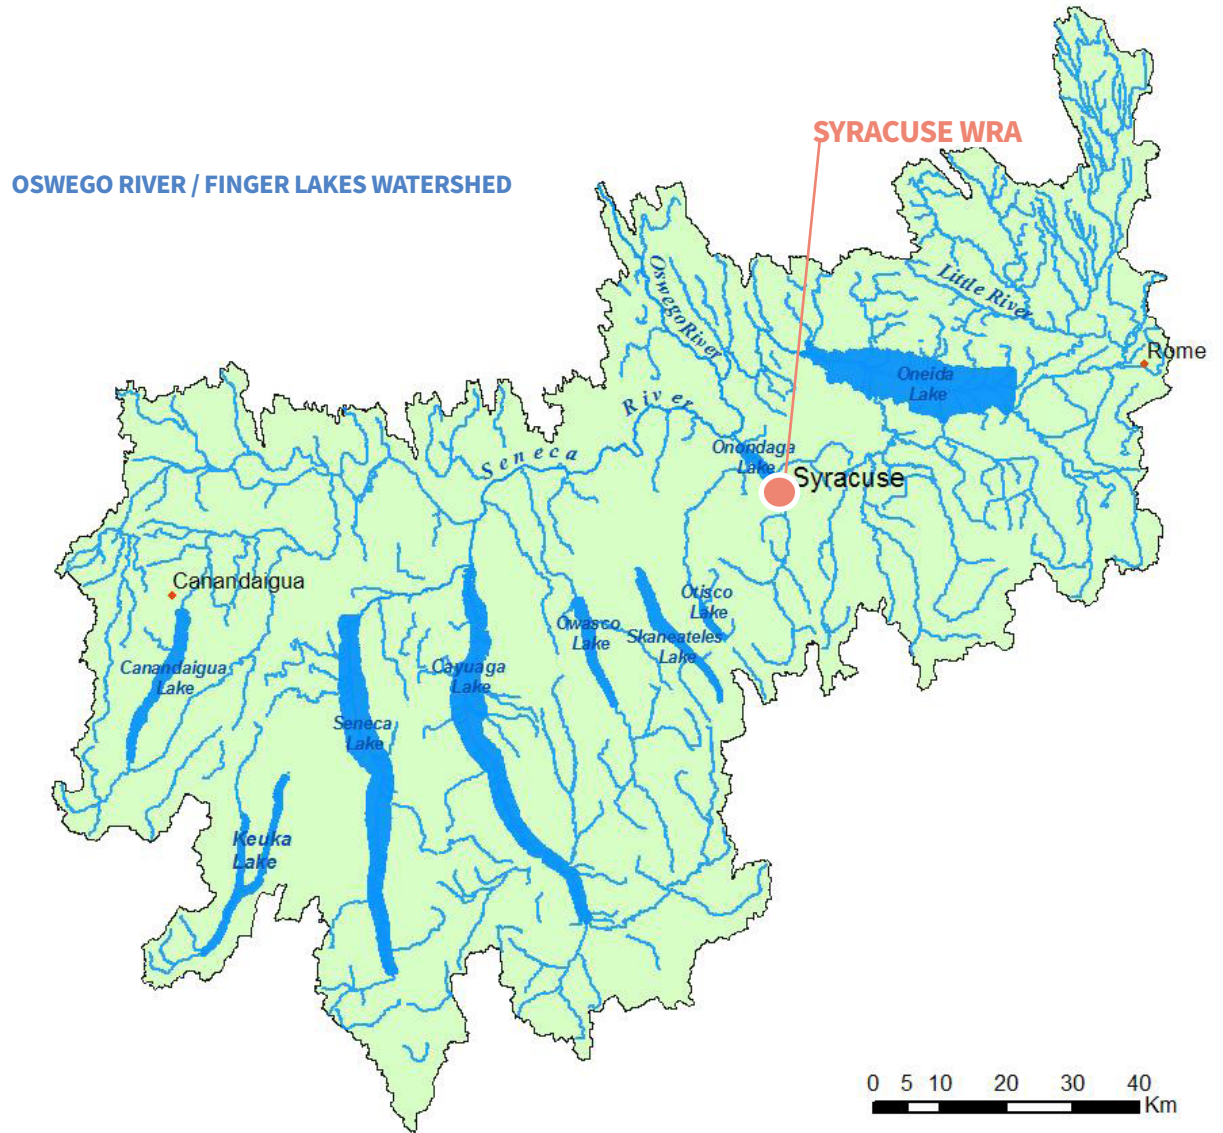 SYRACUSE WRA
OSWEGO RIVER / FINGER LAKES WATERSHED
Oswego River
Little River
Rome
Oneida
Lake
Seneca River
Onondaga
Lake
Syracuse
Canandaigua
Canandaigua
Lake
Otisco
Lake
Owasco
Lake
Skaneateles
Lake
Cayuaga
Lake
Seneca
Lake
Keuka
Lake
0 5 10 20 30 40
Km